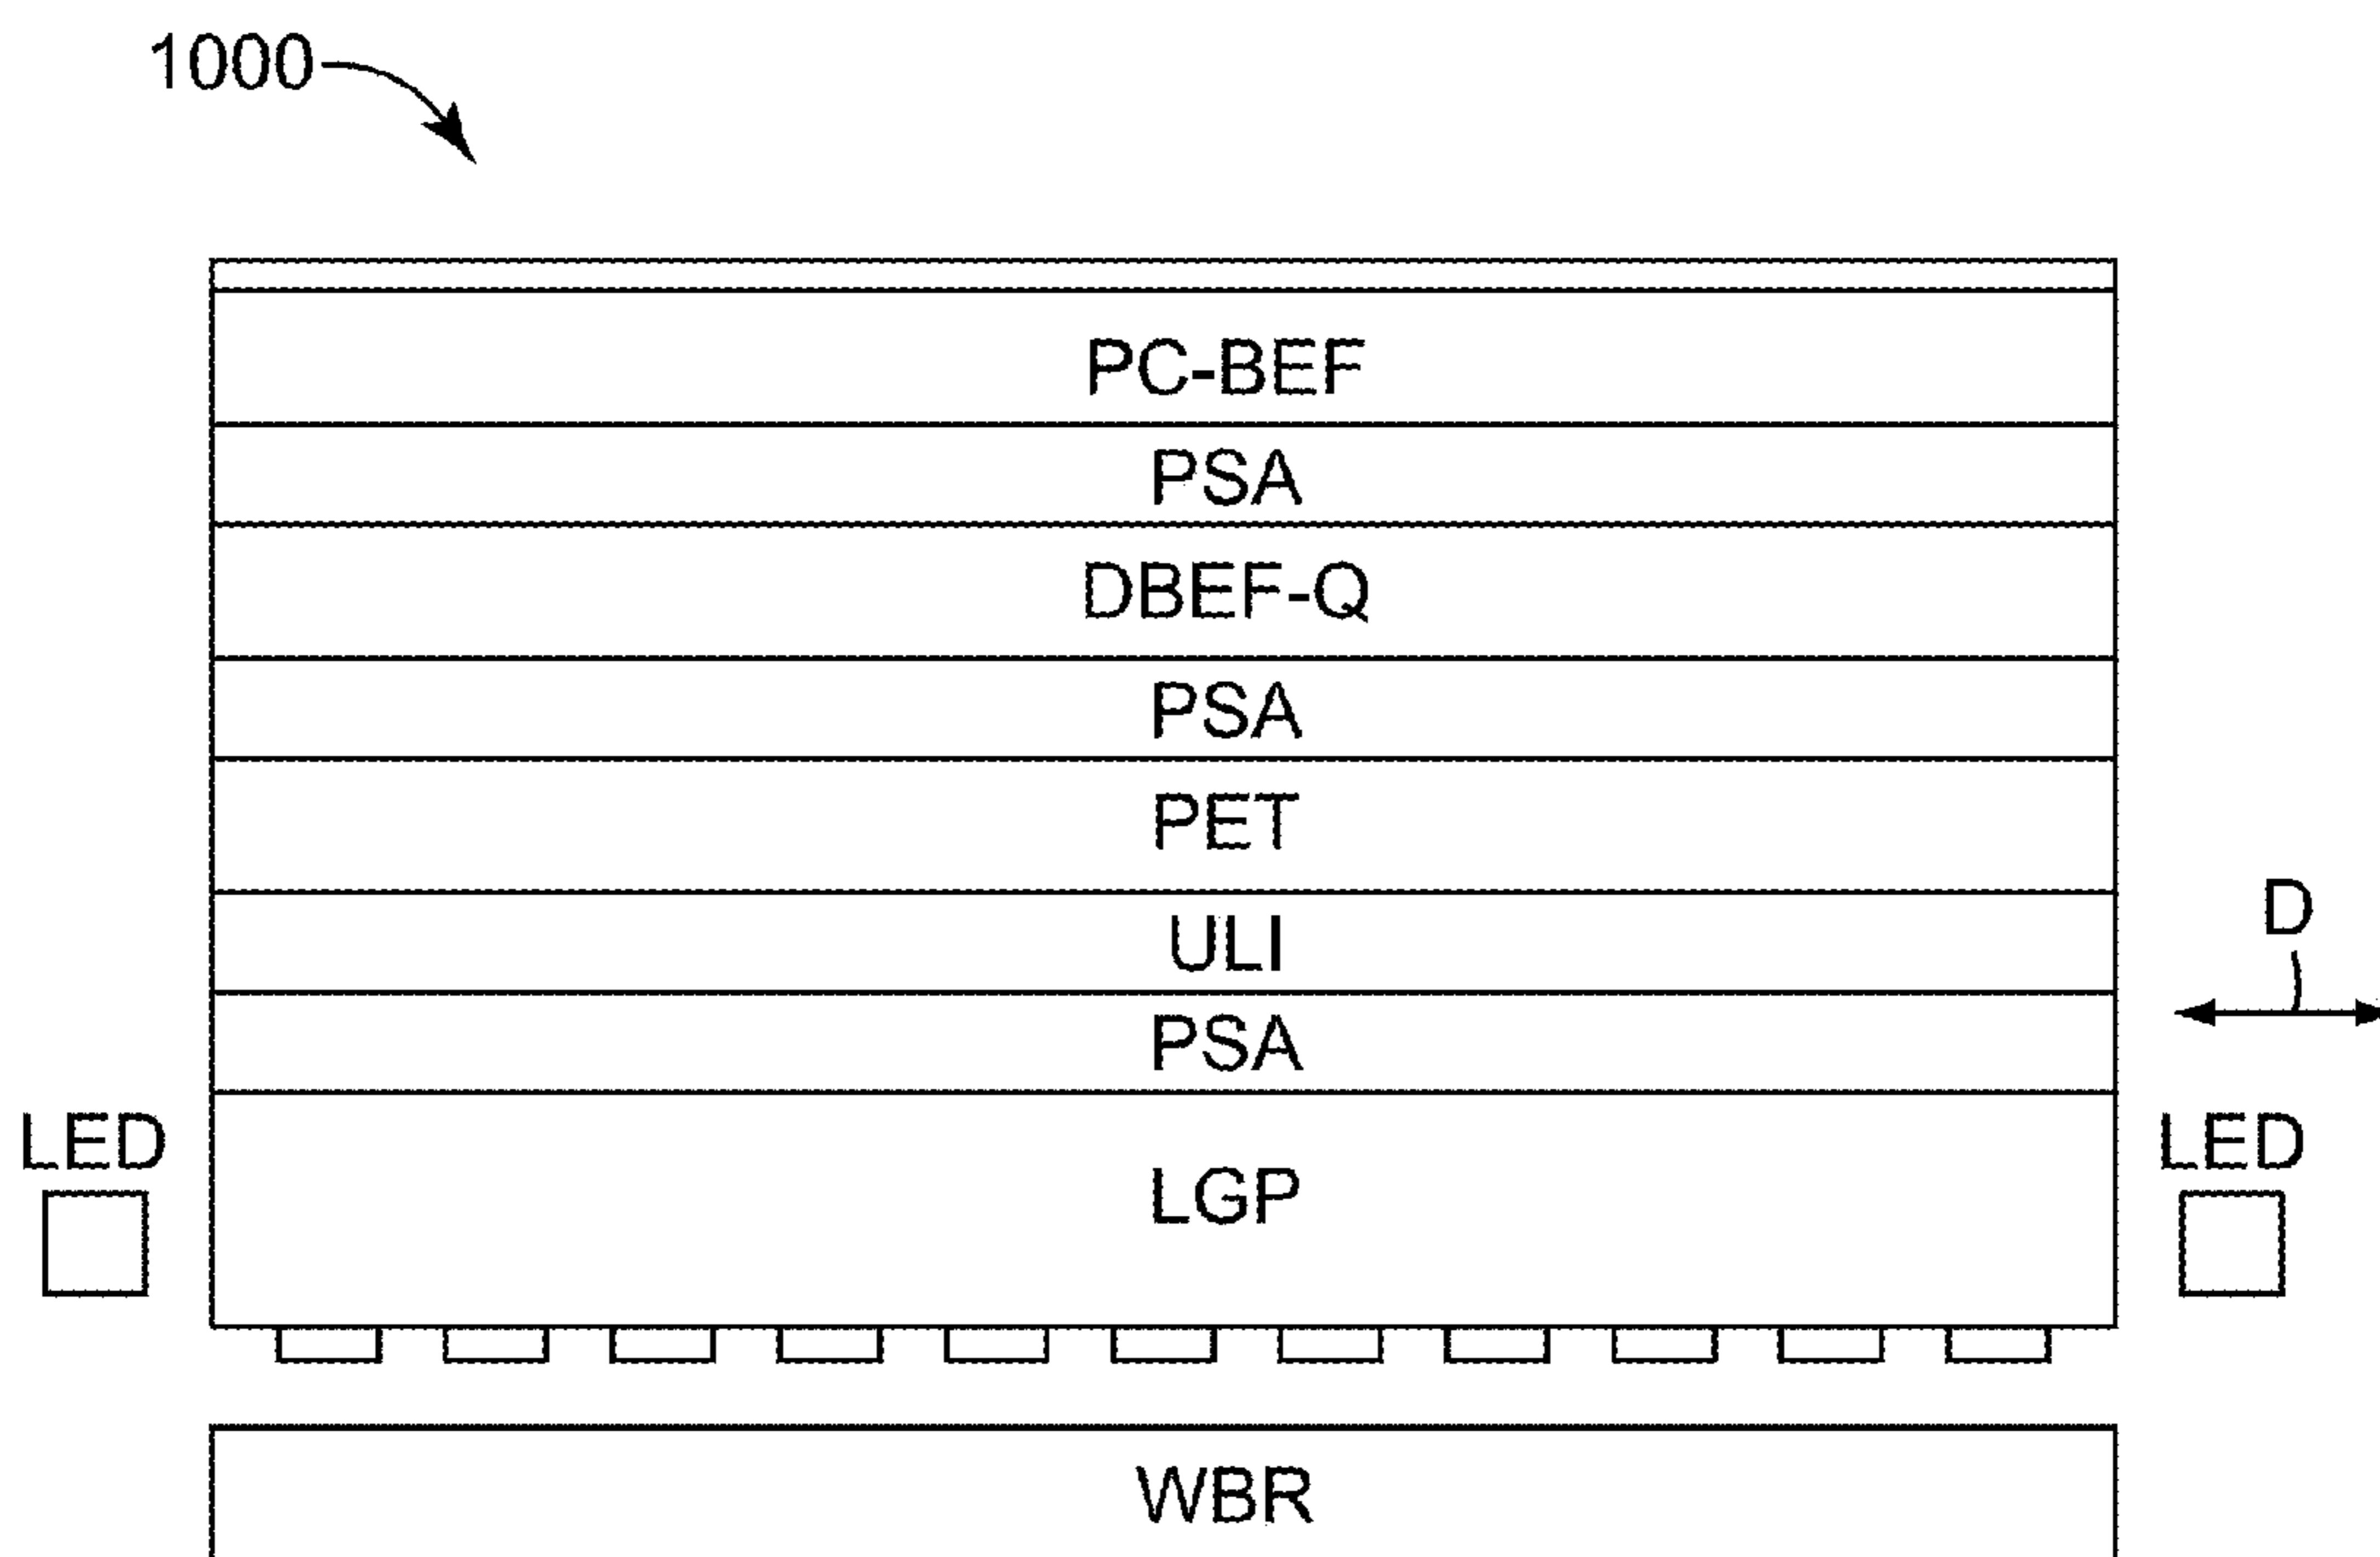 1000
PC-BEF
PSA
DBEF-Q
PSA
PET
ULI
D
PSA
LED
LED
LGP
WBR